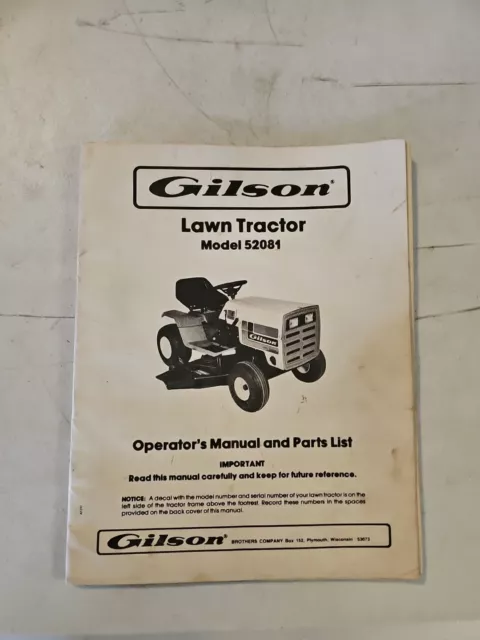 Gilson®
Lawn Tractor
Model 52081
Gilson
Operator's Manual and Parts List
IMPORTANT
Read this manual carefully and keep for future reference.
NOTICE: A decal with the model number and serial number of your lawn tractor is on the
left side of the tractor frame above the footrest. Record these numbers in the spaces
provided on the back cover of this manual.
Gilson® BROTHERS COMPANY Box 152, Plymouth, Wisconsin 53073